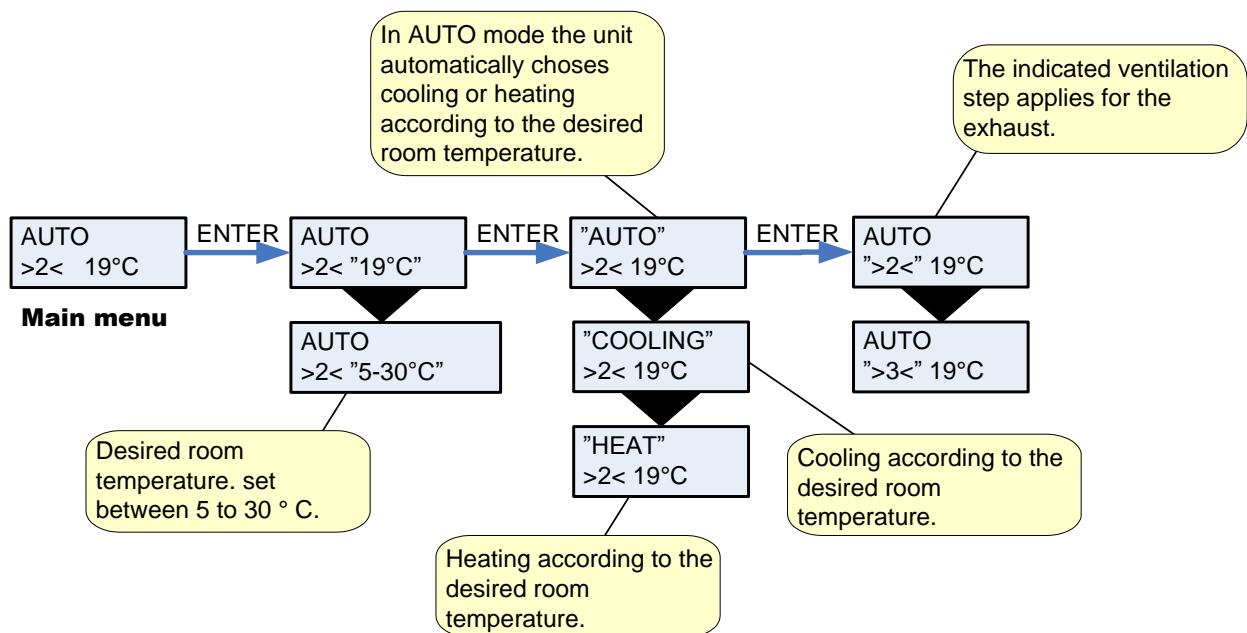 In AUTO mode the unit
automatically choses
cooling or heating
according to the desired
room temperature.
The indicated ventilation
step applies for the
exhaust.
AUTO
>2< 19°C
ENTER
AUTO
>2< ”19°C”
ENTER
”AUTO”
>2< 19°C
ENTER
AUTO
”>2<” 19°C
Main menu
AUTO
>2< ”5-30°C”
”COOLING”
>2< 19°C
AUTO
”>3<” 19°C
”HEAT”
>2< 19°C
Desired room
temperature. set
between 5 to 30 ° C.
Cooling according to the
desired room
temperature.
Heating according to the
desired room
temperature.